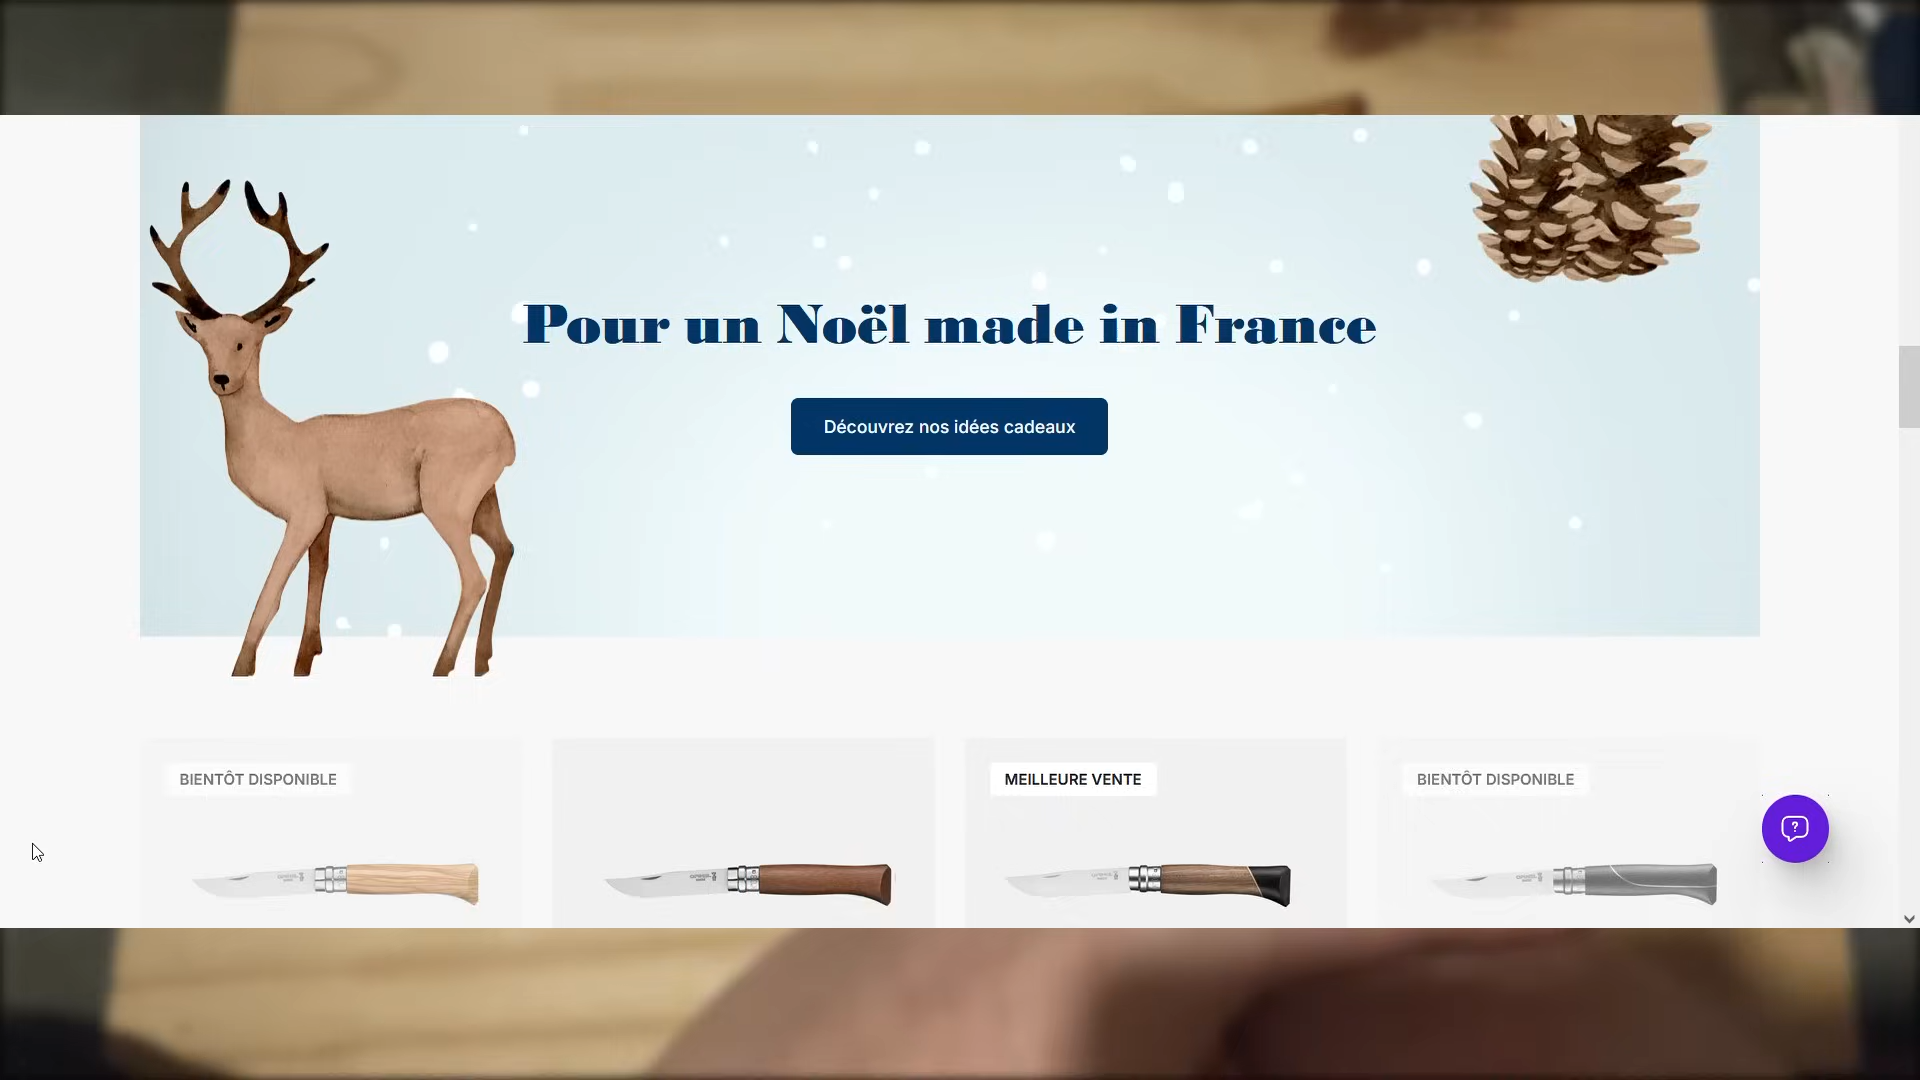 Pour un Noël made in France
Découvrez nos idées cadeaux
BIENTÔT DISPONIBLE
MEILLEURE VENTE
BIENTÔT DISPONIBLE